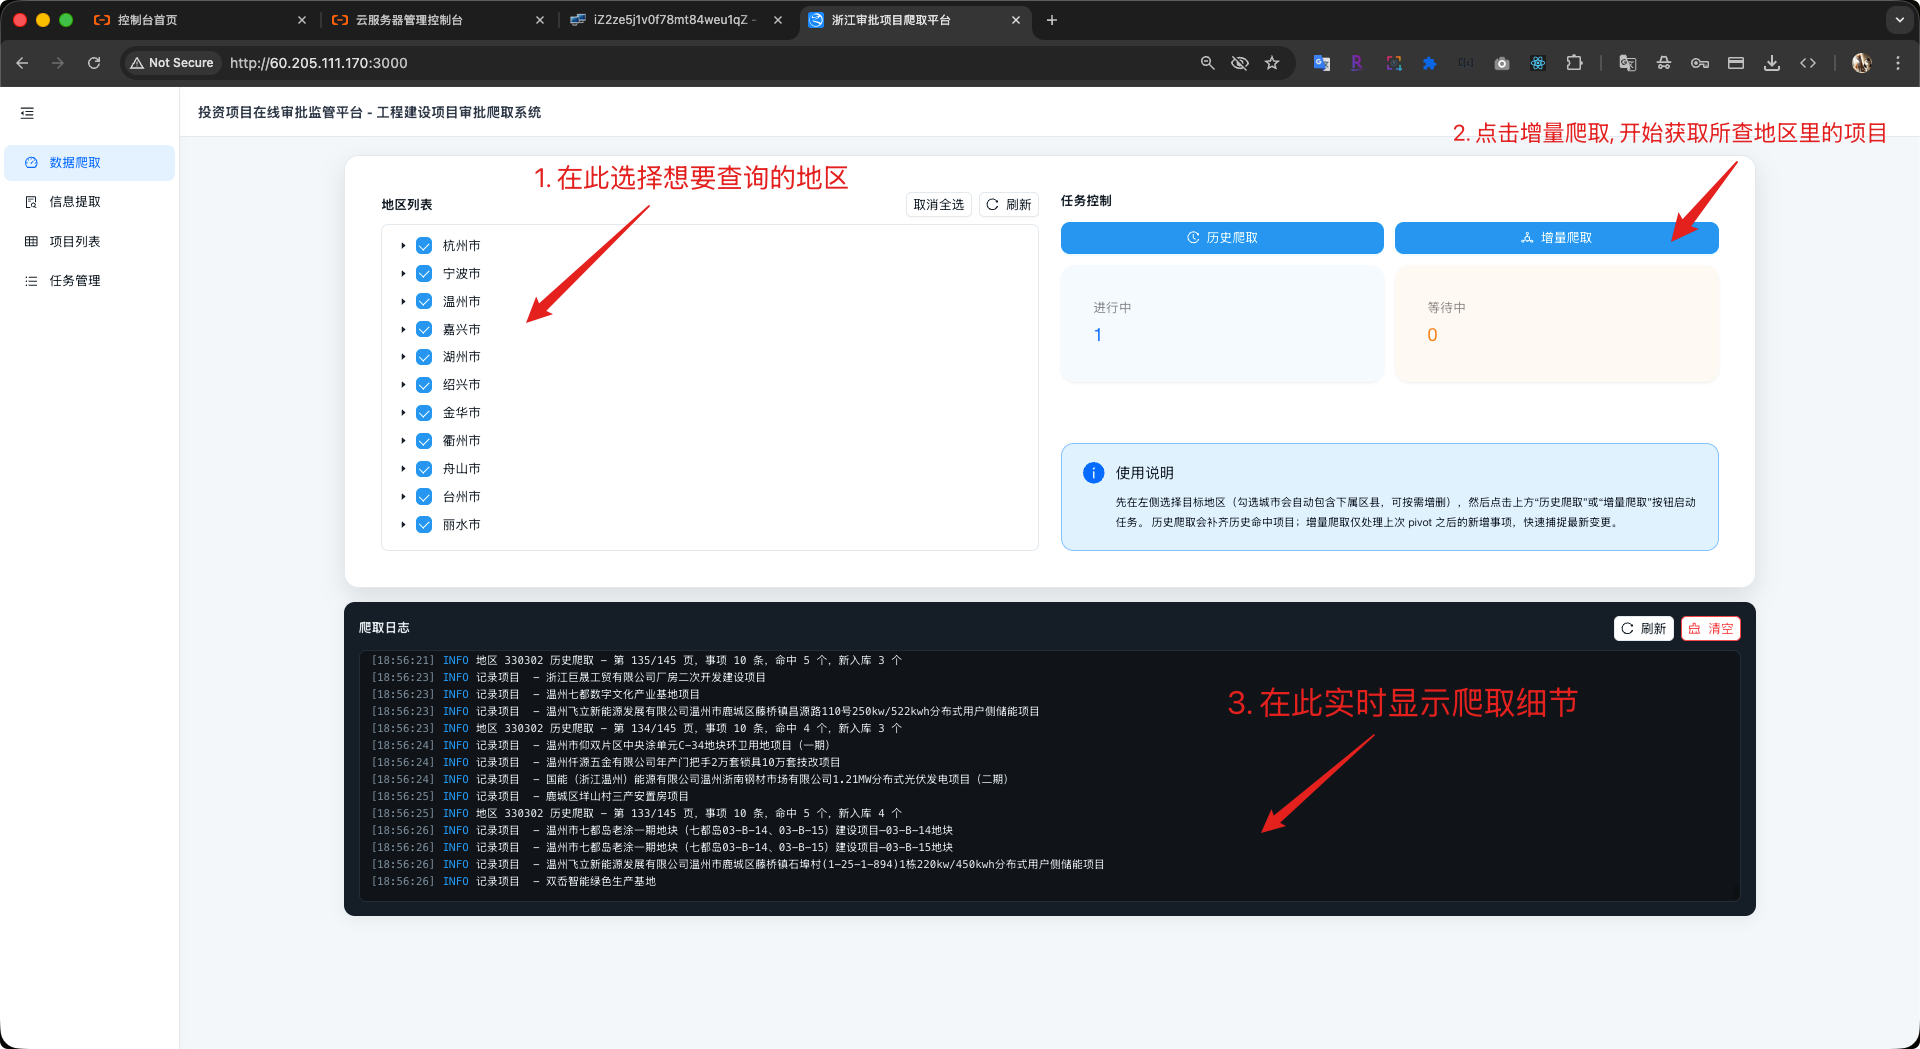 控制台首页
云服务器管理控制台
iZ2ze5j1v0f78mt84weu1qZ -
浙江审批项目爬取平台
Not Secure
http://60.205.111.170:3000
投资项目在线审批监管平台 - 工程建设项目审批爬取系统
数据爬取
信息提取
项目列表
任务管理
1. 在此选择想要查询的地区
2. 点击增量爬取, 开始获取所查地区里的项目
地区列表
取消全选
刷新
杭州市
宁波市
温州市
嘉兴市
湖州市
绍兴市
金华市
衢州市
舟山市
台州市
丽水市
任务控制
历史爬取
增量爬取
进行中
1
等待中
0
使用说明
先在左侧选择目标地区（勾选城市会自动包含下属区县，可按需增删），然后点击上方“历史爬取”或“增量爬取”按钮启动
任务。 历史爬取会补齐历史命中项目；增量爬取仅处理上次 pivot 之后的新增事项，快速捕捉最新变更。
爬取日志
刷新
清空
[18:56:21] INFO 地区 330302 历史爬取 - 第 135/145 页，事项 10 条，命中 5 个，新入库 3 个
[18:56:23] INFO 记录项目 - 浙江巨晟工贸有限公司厂房二次开发建设项目
[18:56:23] INFO 记录项目 - 温州七都数字文化产业基地项目
[18:56:23] INFO 记录项目 - 温州飞立新能源发展有限公司温州市鹿城区藤桥镇昌源路110号250kw/522kwh分布式用户侧储能项目
[18:56:23] INFO 地区 330302 历史爬取 - 第 134/145 页，事项 10 条，命中 4 个，新入库 3 个
[18:56:24] INFO 记录项目 - 温州市仰双片区中央涂单元C-34地块环卫用地项目（一期）
[18:56:24] INFO 记录项目 - 温州仟源五金有限公司年产门把手2万套锁具10万套技改项目
[18:56:24] INFO 记录项目 - 国能（浙江温州）能源有限公司温州浙南钢材市场有限公司1.21MW分布式光伏发电项目（二期）
[18:56:25] INFO 记录项目 - 鹿城区垟山村三产安置房项目
[18:56:25] INFO 地区 330302 历史爬取 - 第 133/145 页，事项 10 条，命中 5 个，新入库 4 个
[18:56:26] INFO 记录项目 - 温州市七都岛老涂一期地块（七都岛03-B-14、03-B-15）建设项目—03-B-14地块
[18:56:26] INFO 记录项目 - 温州市七都岛老涂一期地块（七都岛03-B-14、03-B-15）建设项目—03-B-15地块
[18:56:26] INFO 记录项目 - 温州飞立新能源发展有限公司温州市鹿城区藤桥镇石埠村(1-25-1-894)1栋220kw/450kwh分布式用户侧储能项目
[18:56:26] INFO 记录项目 - 双岙智能绿色生产基地
3. 在此实时显示爬取细节